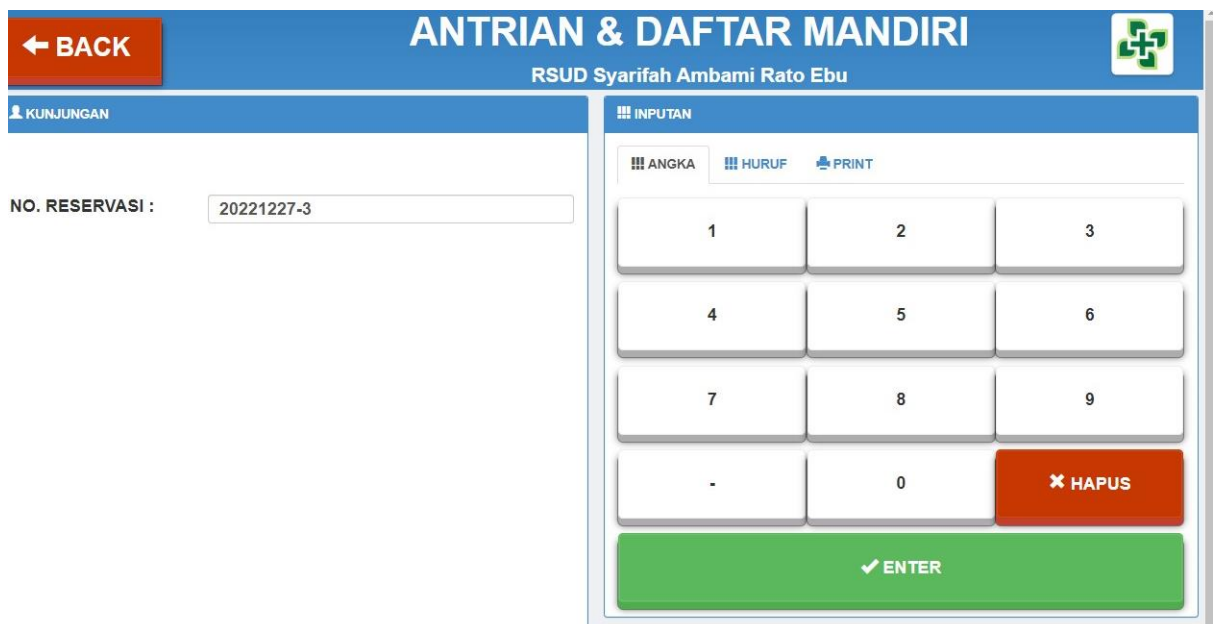 BACK
ANTRIAN & DAFTAR MANDIRI
RSUD Syarifah Ambami Rato Ebu
KUNJUNGAN
NO. RESERVASI :
20221227-3
INPUTAN
ANGKA
HURUF
PRINT
1
2
3
4
5
6
7
8
9
-
0
HAPUS
ENTER